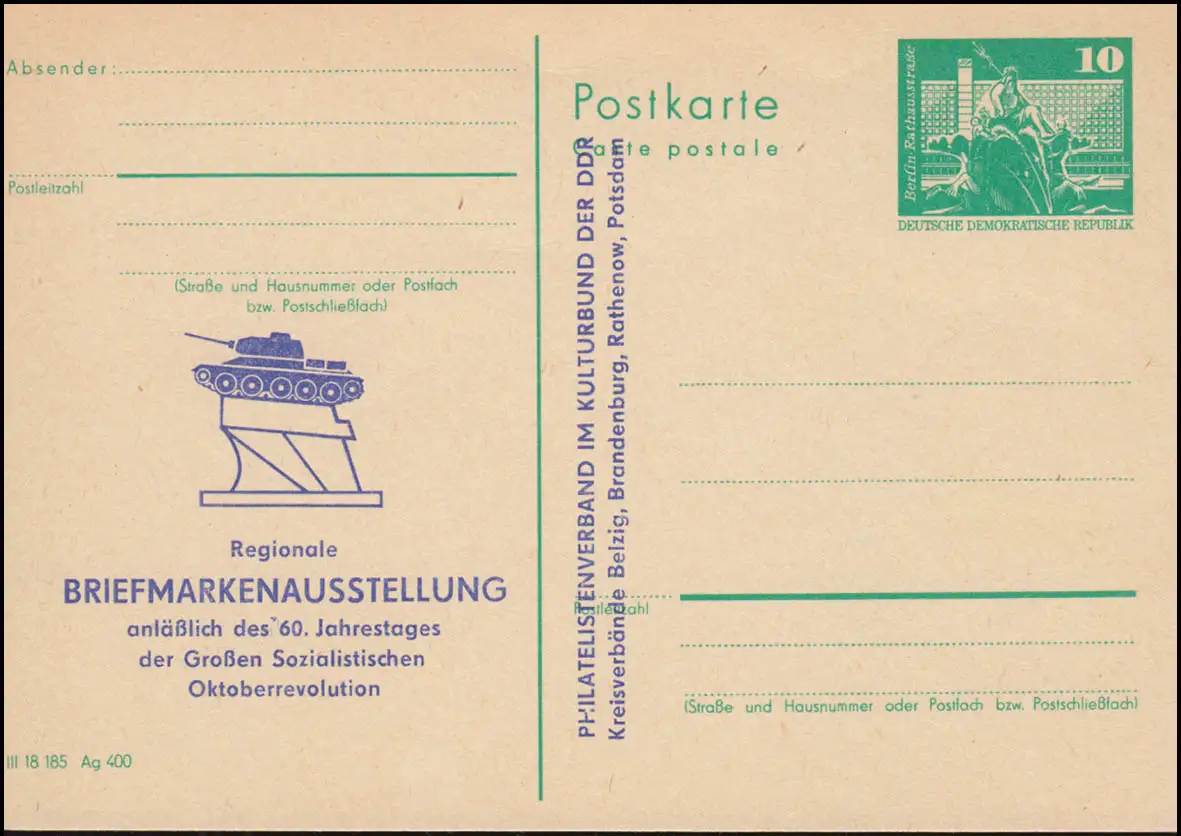 Absender:
Postleitzahl
(Straße und Hausnummer oder Postfach
bzw. Postschließfach)
Regionale
BRIEFMARKENAUSSTELLUNG
anläßlich des 60. Jahrestages
der Großen Sozialistischen
Oktoberrevolution
III 18 185 Ag 400
Postkarte
Carte postale
PHILATELISTENVERBAND IM KULTURBUND DER DDR
Kreisverbände Belzig, Brandenburg, Rathenow, Potsdam
Berlin-Rathausstraße
10
DEUTSCHE DEMOKRATISCHE REPUBLIK
Postleitzahl
(Straße und Hausnummer oder Postfach bzw. Postschließfach)